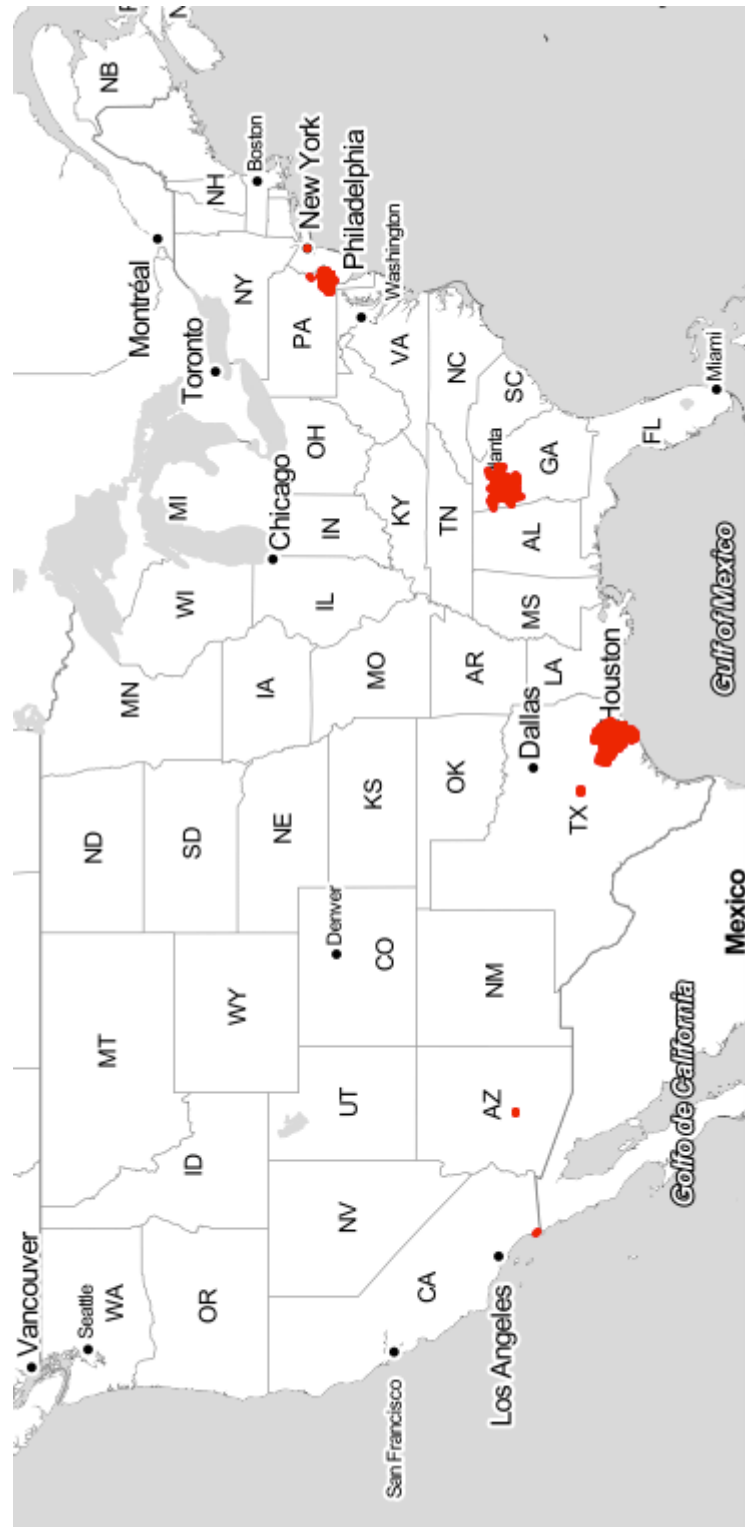 Vancouver
Seattle
WA
OR
ID
MT
ND
MN
WI
MI
Toronto
Montréal
NB
NH
Boston
NY
New York
PA
Philadelphia
Washington
SD
WY
NE
IA
IL
IN
OH
Chicago
San Francisco
NV
UT
CO
Denver
KS
MO
KY
VA
CA
Los Angeles
AZ
NM
OK
AR
TN
NC
SC
TX
Dallas
LA
MS
AL
GA
Houston
FL
Miami
Golfo de California
Mexico
Gulf of Mexico